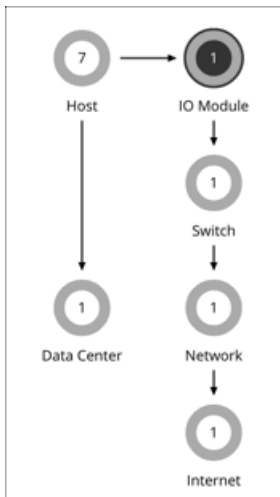 7
1
Host
IO Module
1
Switch
1
1
Data Center
Network
1
Internet